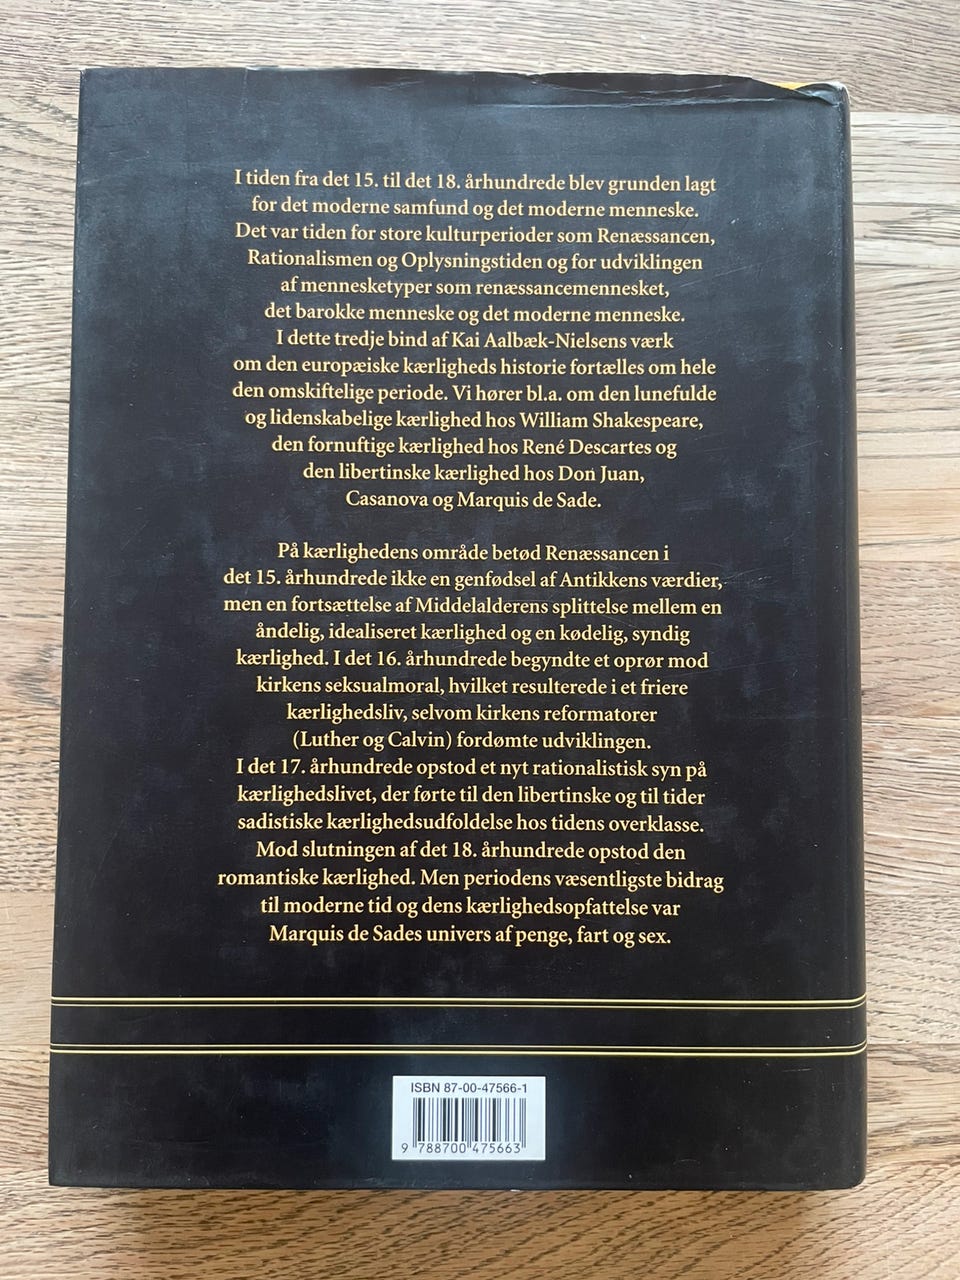 I tiden fra det 15. til det 18. århundrede blev grunden lagt
for det moderne samfund og det moderne menneske.
Det var tiden for store kulturperioder som Renæssancen,
Rationalismen og Oplysningstiden og for udviklingen
af mennesketyper som renæssancemennesket,
det barokke menneske og det moderne menneske.
I dette tredje bind af Kai Aalbæk-Nielsens værk
om den europæiske kærligheds historie fortælles om hele
den omskiftelige periode. Vi hører bl.a. om den lunefulde
og lidenskabelige kærlighed hos William Shakespeare,
den fornuftige kærlighed hos René Descartes og
den libertinske kærlighed hos Don Juan,
Casanova og Marquis de Sade.
På kærlighedens område betød Renæssancen i
det 15. århundrede ikke en genfødsel af Antikkens værdier,
men en fortsættelse af Middelalderens splittelse mellem en
åndelig, idealiseret kærlighed og en kødelig, syndig
kærlighed. I det 16. århundrede begyndte et oprør mod
kirkens seksualmoral, hvilket resulterede i et friere
kærlighedsliv, selvom kirkens reformatorer
(Luther og Calvin) fordømte udviklingen.
I det 17. århundrede opstod et nyt rationalistisk syn på
kærlighedslivet, der førte til den libertinske og til tider
sadistiske kærlighedsudfoldelse hos tidens overklasse.
Mod slutningen af det 18. århundrede opstod den
romantiske kærlighed. Men periodens væsentligste bidrag
til moderne tid og dens kærlighedsopfattelse var
Marquis de Sades univers af penge, fart og sex.
ISBN 87-00-47566-1
9 788700 475663